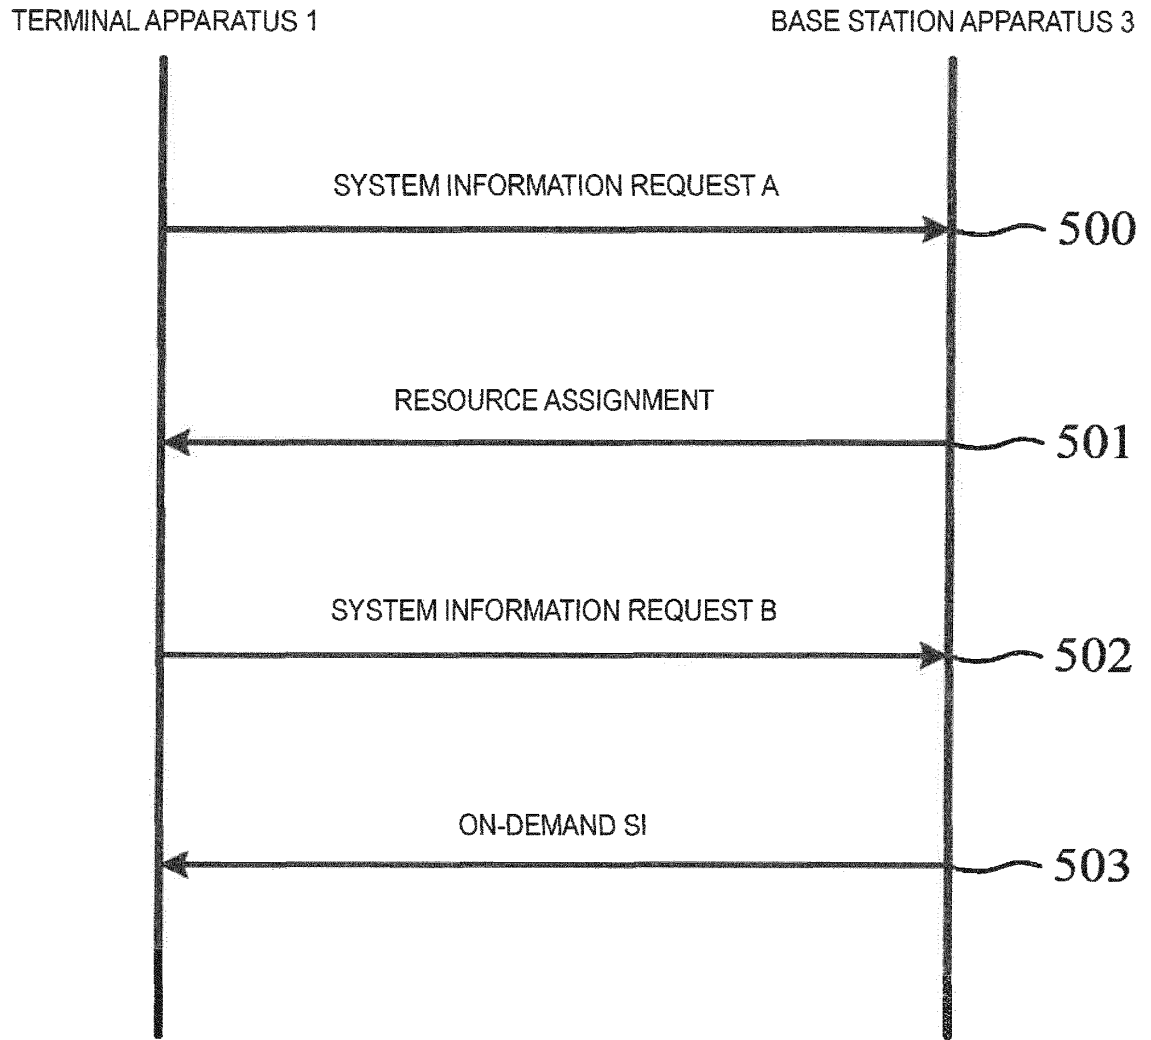 TERMINAL APPARATUS 1
BASE STATION APPARATUS 3
SYSTEM INFORMATION REQUEST A
500
RESOURCE ASSIGNMENT
501
SYSTEM INFORMATION REQUEST B
502
ON-DEMAND SI
503